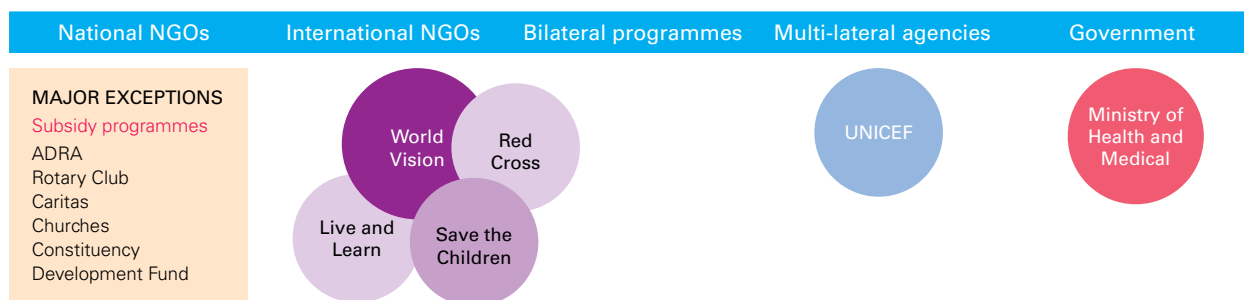 National NGOs
International NGOs
Bilateral programmes
Multi-lateral agencies
Government
MAJOR EXCEPTIONS
Subsidy programmes
ADRA
Rotary Club
Caritas
Churches
Constituency
Development Fund
World
Vision
Red
Cross
Live and
Learn
Save the
Children
UNICEF
Ministry of
Health and
Medical